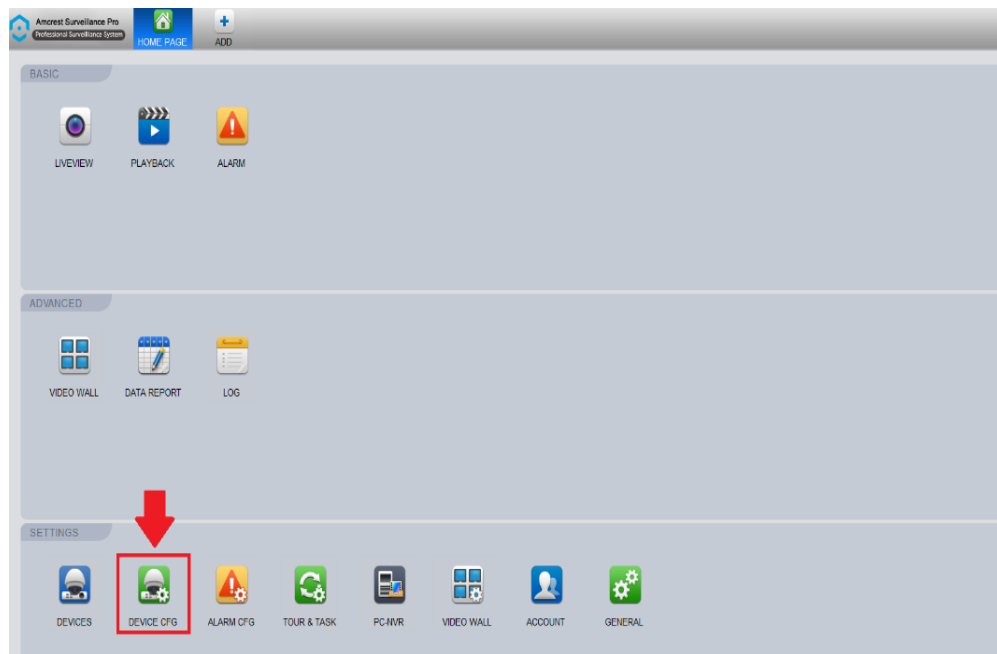 Amcrest Surveillance Pro
Professional Surveillance System
HOME PAGE
ADD
BASIC
LIVEVIEW
PLAYBACK
ALARM
ADVANCED
VIDEO WALL
DATA REPORT
LOG
SETTINGS
DEVICES
DEVICE CFG
ALARM CFG
TOUR & TASK
PC-NVR
VIDEO WALL
ACCOUNT
GENERAL